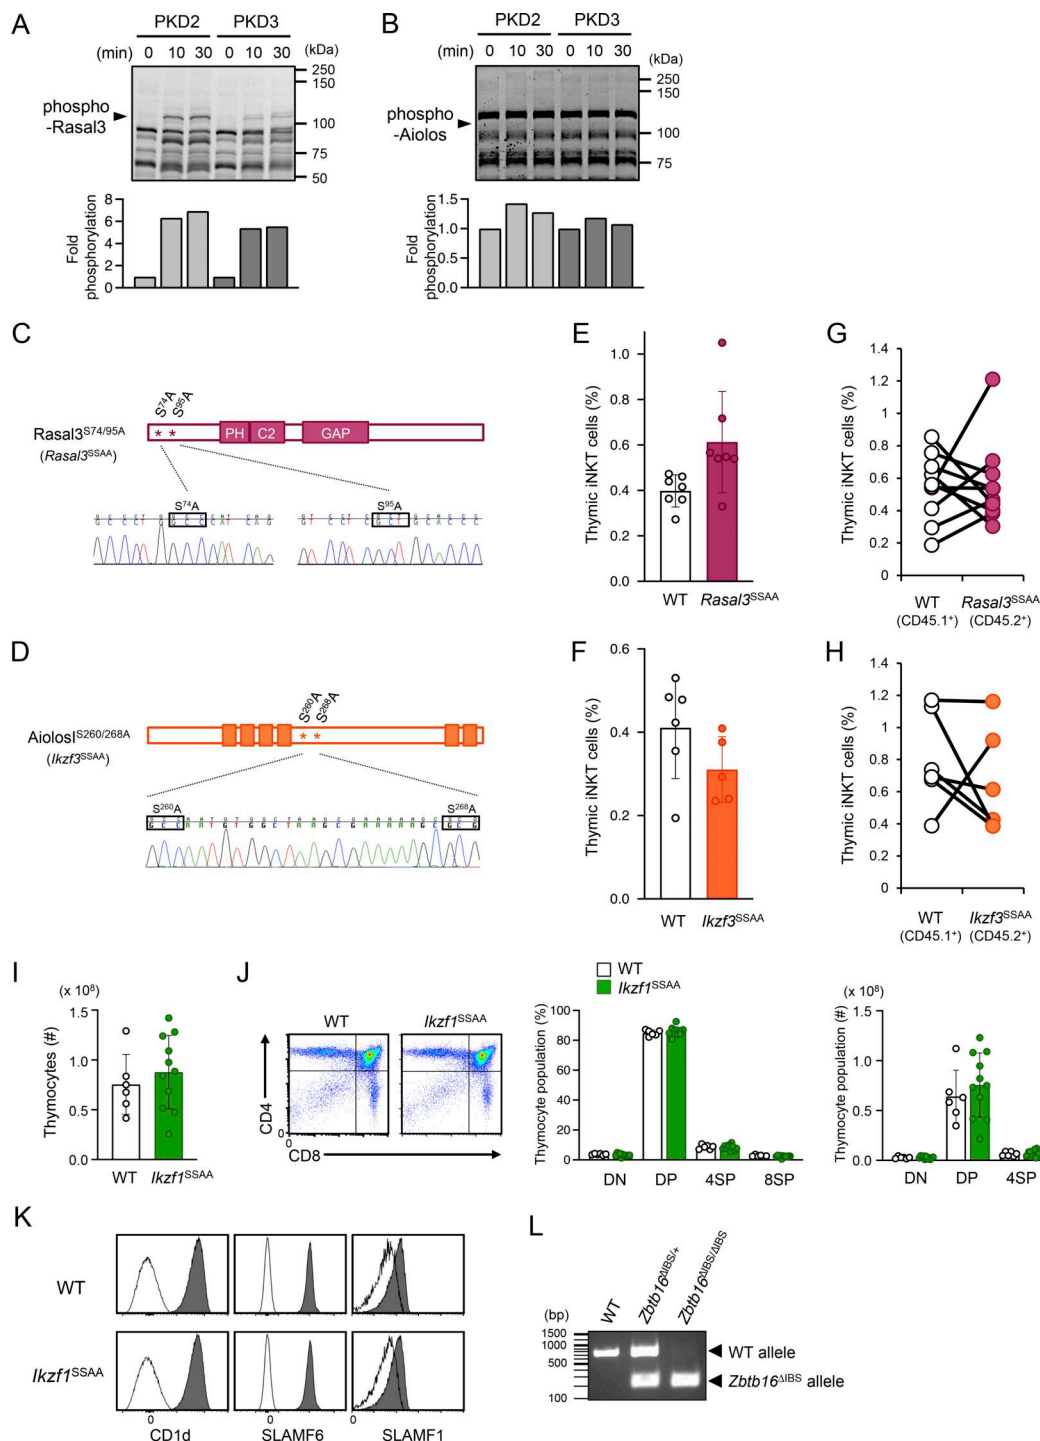 A
PKD2 PKD3
(min) 0 10 30 0 10 30 (kDa)
250
150
100
75
50
phospho
-Rasal3
Fold
phosphorylation
8
6
4
2
0
B
PKD2 PKD3
(min) 0 10 30 0 10 30
(kDa)
250
150
100
75
phospho
-Aiolos
Fold
phosphorylation
1.5
1.0
0.5
0.0
C
S74A
S95A
Rasal3S74/95A
(Rasal3SSAA)
* *
PH C2 GAP
S74A
G C C C T G G C C C A T C A G
S95A
G T C C T C G C T G C A C C C
D
S260A
S268A
AiolosIS260/268A
(Ikzf3SSAA)
* *
S260A S268A
G C C A A T G T G G C T A A G C G A A A A A G C G C G
E
Thymic iNKT cells (%)
1.0
0.8
0.6
0.4
0.2
0.0
WT Rasal3SSAA
F
Thymic iNKT cells (%)
0.6
0.4
0.2
0.0
WT Ikzf3SSAA
G
Thymic iNKT cells (%)
1.4
1.2
1
0.8
0.6
0.4
0.2
0
WT Rasal3SSAA
(CD45.1+) (CD45.2+)
H
Thymic iNKT cells (%)
1.4
1.2
1
0.8
0.6
0.4
0.2
0
WT Ikzf3SSAA
(CD45.1+) (CD45.2+)
I
(x 10⁸)
Thymocytes (#)
1.5
1.0
0.5
0.0
WT Ikzf1SSAA
J
WT Ikzf1SSAA
CD4
0
0
CD8
WT
Ikzf1SSAA
Thymocyte population (%)
100
80
60
40
20
0
DN DP 4SP 8SP
(x 10⁸)
Thymocyte population (#)
1.5
1.0
0.5
0.0
DN DP 4SP
K
WT
Ikzf1SSAA
0 0 0
CD1d SLAMF6 SLAMF1
L
WT
Zbtb16ΔIBS/+
Zbtb16ΔIBS/ΔIBS
(bp)
1500
1000
500
100
WT allele
Zbtb16ΔIBS allele